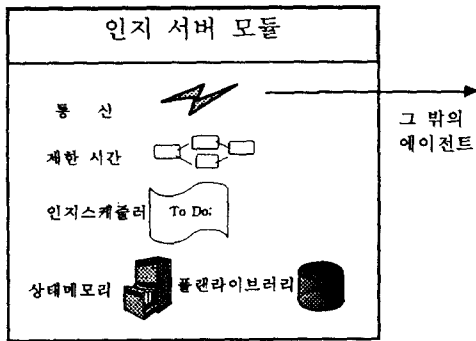 인지 서버 모듈
통 신
그 밖의
에이전트
제한 시간
인지스케줄러
To Do:
상태메모리
플랜라이브러리